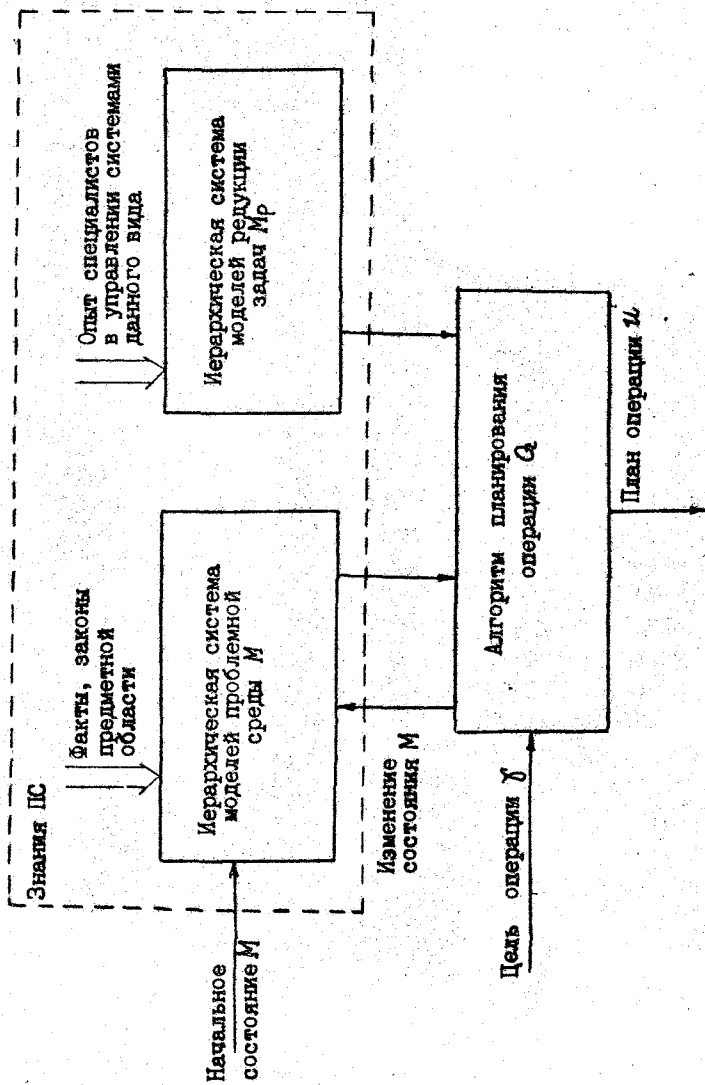 Знания ПС
Факты, законы
предметной
области
Опыт специалистов
в управлении системами
данного вида
Начальное
состояние M
Иерархическая система
моделей проблемной
среды M
Иерархическая система
моделей редукции
задач Mp
Изменение
состояния M
Цель операции γ
Алгоритм планирования
операции Q
План операции u